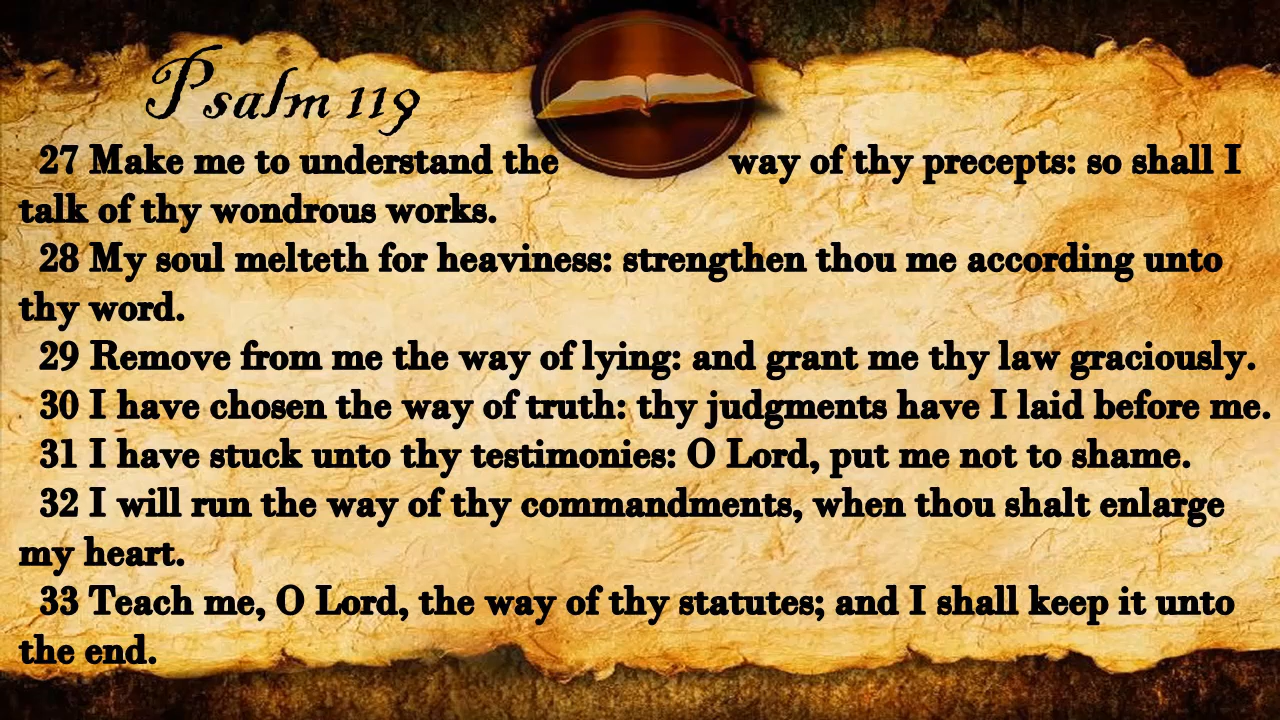 Psalm 119
27 Make me to understand the way of thy precepts: so shall I
talk of thy wondrous works.
28 My soul melteth for heaviness: strengthen thou me according unto
thy word.
29 Remove from me the way of lying: and grant me thy law graciously.
30 I have chosen the way of truth: thy judgments have I laid before me.
31 I have stuck unto thy testimonies: O Lord, put me not to shame.
32 I will run the way of thy commandments, when thou shalt enlarge
my heart.
33 Teach me, O Lord, the way of thy statutes; and I shall keep it unto
the end.